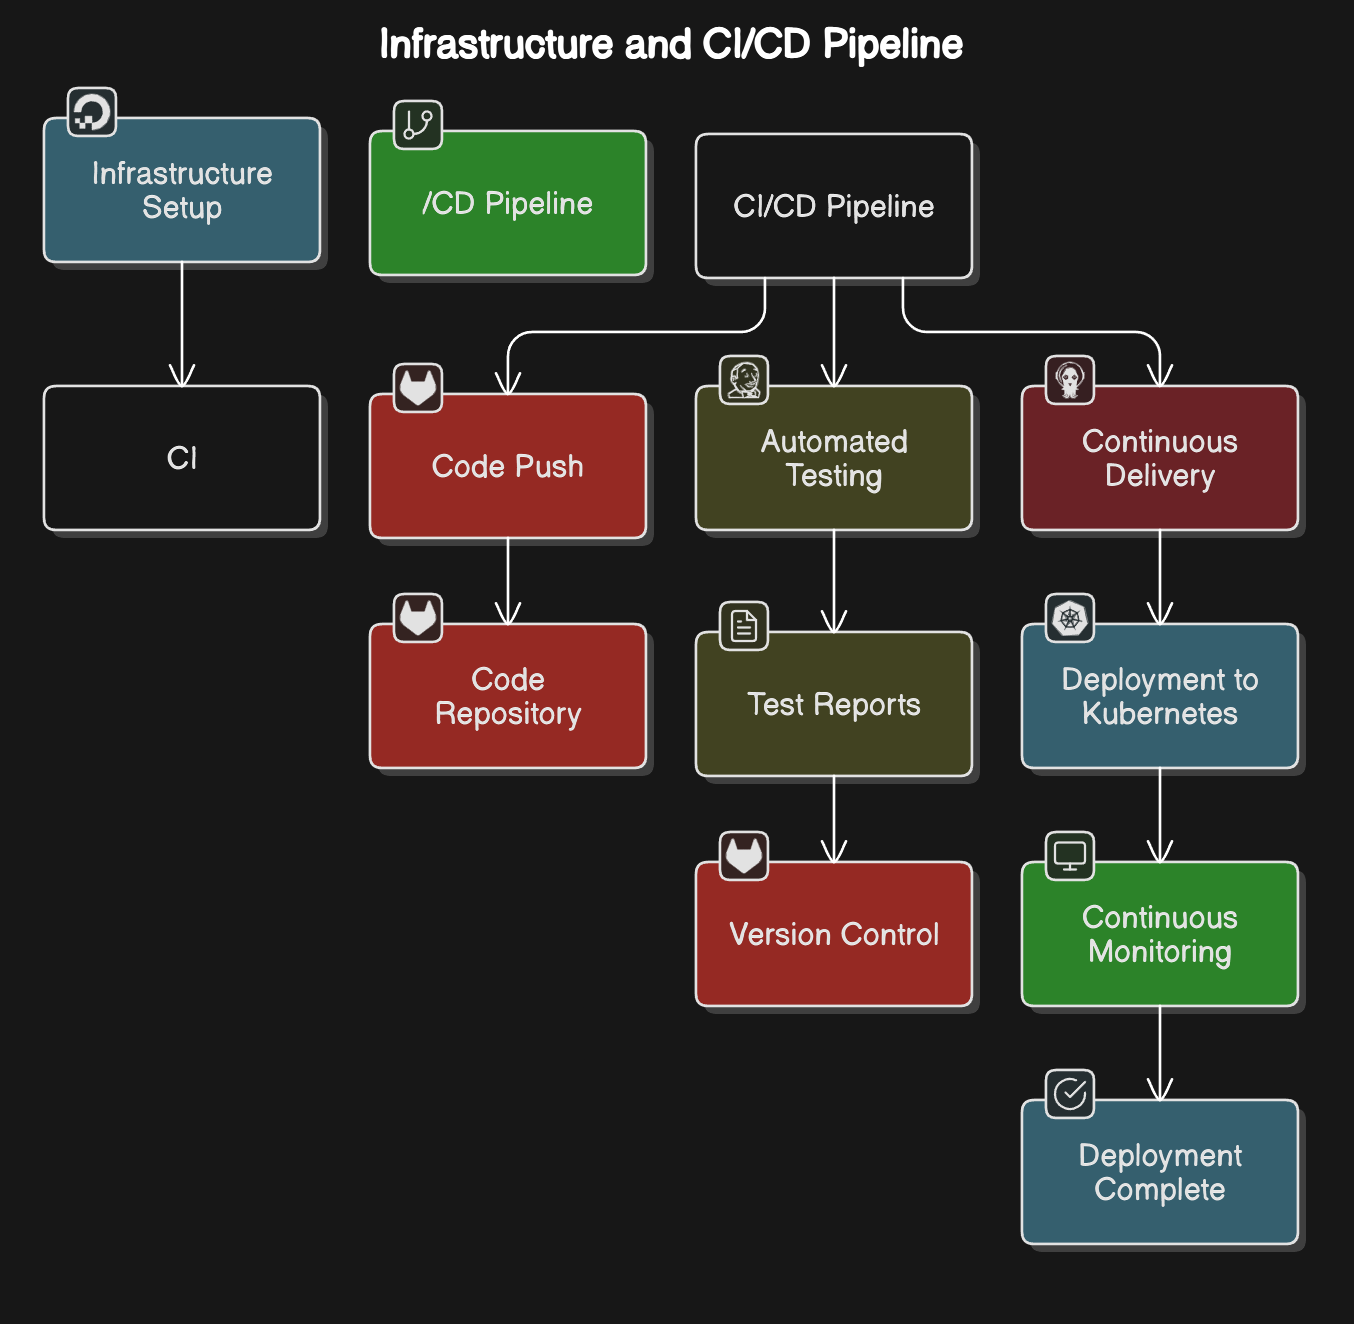 Infrastructure and CI/CD Pipeline
Infrastructure
Setup
/CD Pipeline
CI/CD Pipeline
CI
Code Push
Automated
Testing
Continuous
Delivery
Code
Repository
Test Reports
Deployment to
Kubernetes
Version Control
Continuous
Monitoring
Deployment
Complete